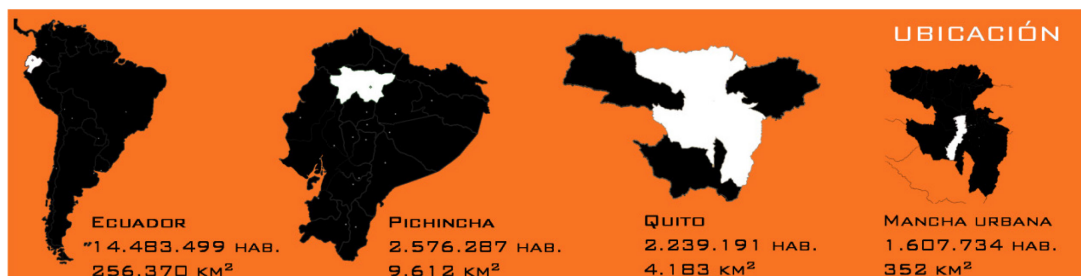 UBICACIÓN
ECUADOR
"14.483.499 HAB.
256.370 KM²
PICHINCHA
2.576.287 HAB.
9.612 KM²
QUITO
2.239.191 HAB.
4.183 KM²
MANCHA URBANA
1.607.734 HAB.
352 KM²